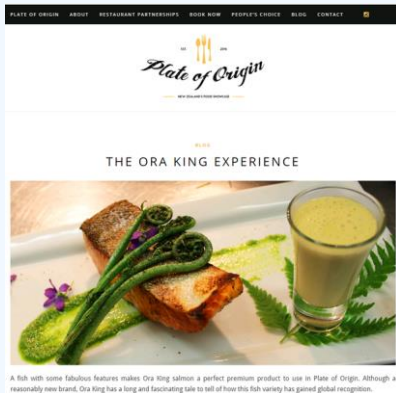 PLATE OF ORIGIN ABOUT RESTAURANT PARTNERSHIPS BOOK NOW PEOPLE'S CHOICE BLOG CONTACT
Plate of Origin
NEW ZEALAND'S FOOD SHOWCASE
BLOG
THE ORA KING EXPERIENCE
A fish with some fabulous features makes Ora King salmon a perfect premium product to use in Plate of Origin. Although a
reasonably new brand, Ora King has a long and fascinating tale to tell of how this fish variety has gained global recognition.